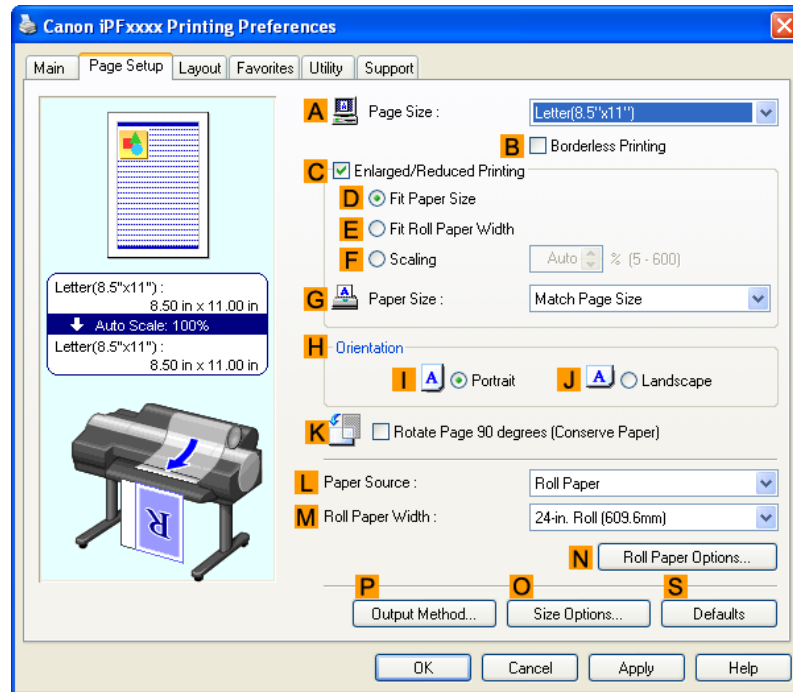 Canon iPFxxxx Printing Preferences
Main Page Setup Layout Favorites Utility Support
A Page Size : Letter(8.5"x11")
B Borderless Printing
C Enlarged/Reduced Printing
D Fit Paper Size
E Fit Roll Paper Width
F Scaling Auto % (5 - 600)
Letter(8.5"x11") :
8.50 in x 11.00 in
Auto Scale: 100%
Letter(8.5"x11") :
8.50 in x 11.00 in
G A Paper Size : Match Page Size
H Orientation
I A Portrait J A Landscape
K Rotate Page 90 degrees (Conserve Paper)
L Paper Source : Roll Paper
M Roll Paper Width : 24-in. Roll (609.6mm)
R
N Roll Paper Options...
P O S
Output Method... Size Options... Defaults
OK Cancel Apply Help